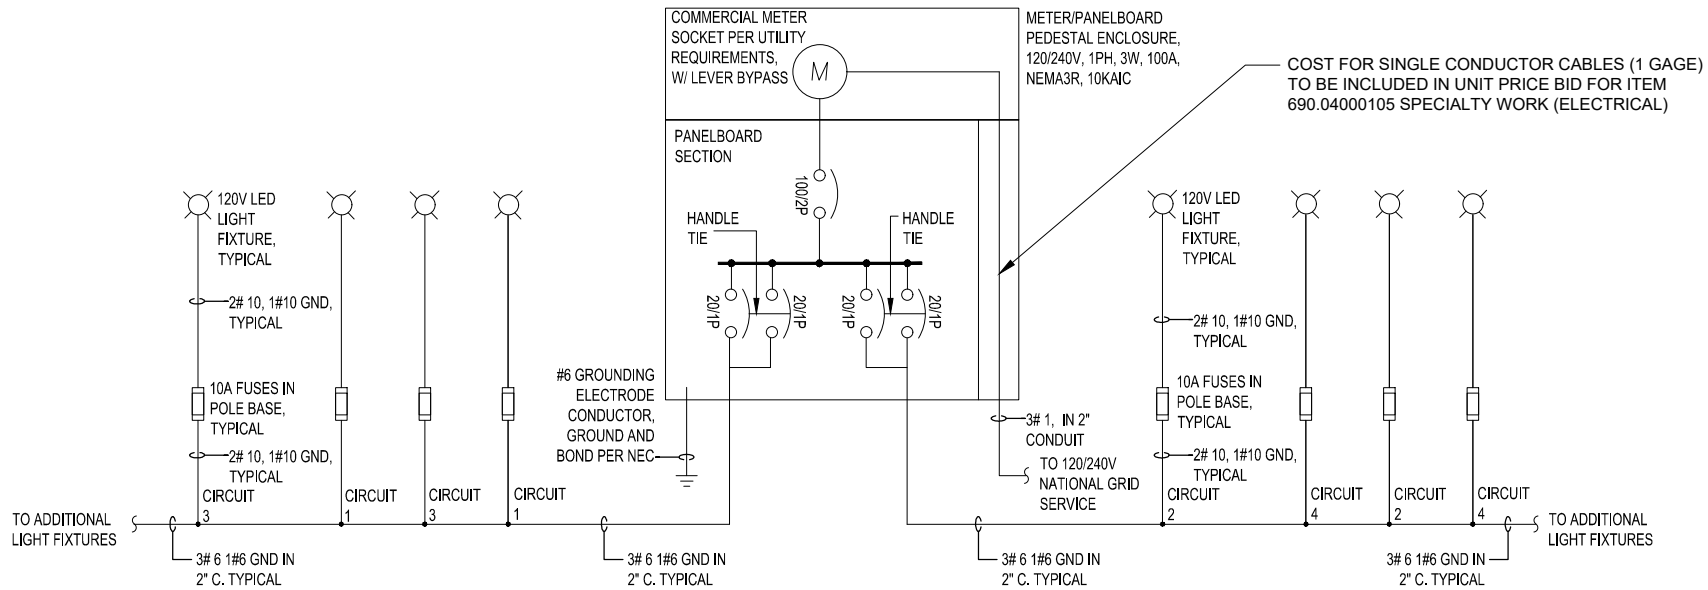 COMMERCIAL METER
SOCKET PER UTILITY
REQUIREMENTS,
W/ LEVER BYPASS
M
METER/PANELBOARD
PEDESTAL ENCLOSURE,
120/240V, 1PH, 3W, 100A,
NEMA3R, 10KAIC
COST FOR SINGLE CONDUCTOR CABLES (1 GAGE)
TO BE INCLUDED IN UNIT PRICE BID FOR ITEM
690.04000105 SPECIALTY WORK (ELECTRICAL)
PANELBOARD
SECTION
100/2P
HANDLE
TIE
HANDLE
TIE
20/1P
20/1P
20/1P
20/1P
120V LED
LIGHT
FIXTURE,
TYPICAL
2# 10, 1#10 GND,
TYPICAL
10A FUSES IN
POLE BASE,
TYPICAL
2# 10, 1#10 GND,
TYPICAL
CIRCUIT
3
CIRCUIT
1
CIRCUIT
3
CIRCUIT
1
TO ADDITIONAL
LIGHT FIXTURES
3# 6 1#6 GND IN
2" C. TYPICAL
3# 6 1#6 GND IN
2" C. TYPICAL
#6 GROUNDING
ELECTRODE
CONDUCTOR,
GROUND AND
BOND PER NEC
3# 1, IN 2"
CONDUIT
TO 120/240V
NATIONAL GRID
SERVICE
120V LED
LIGHT
FIXTURE,
TYPICAL
2# 10, 1#10 GND,
TYPICAL
10A FUSES IN
POLE BASE,
TYPICAL
2# 10, 1#10 GND,
TYPICAL
CIRCUIT
2
CIRCUIT
4
CIRCUIT
2
CIRCUIT
4
TO ADDITIONAL
LIGHT FIXTURES
3# 6 1#6 GND IN
2" C. TYPICAL
3# 6 1#6 GND IN
2" C. TYPICAL